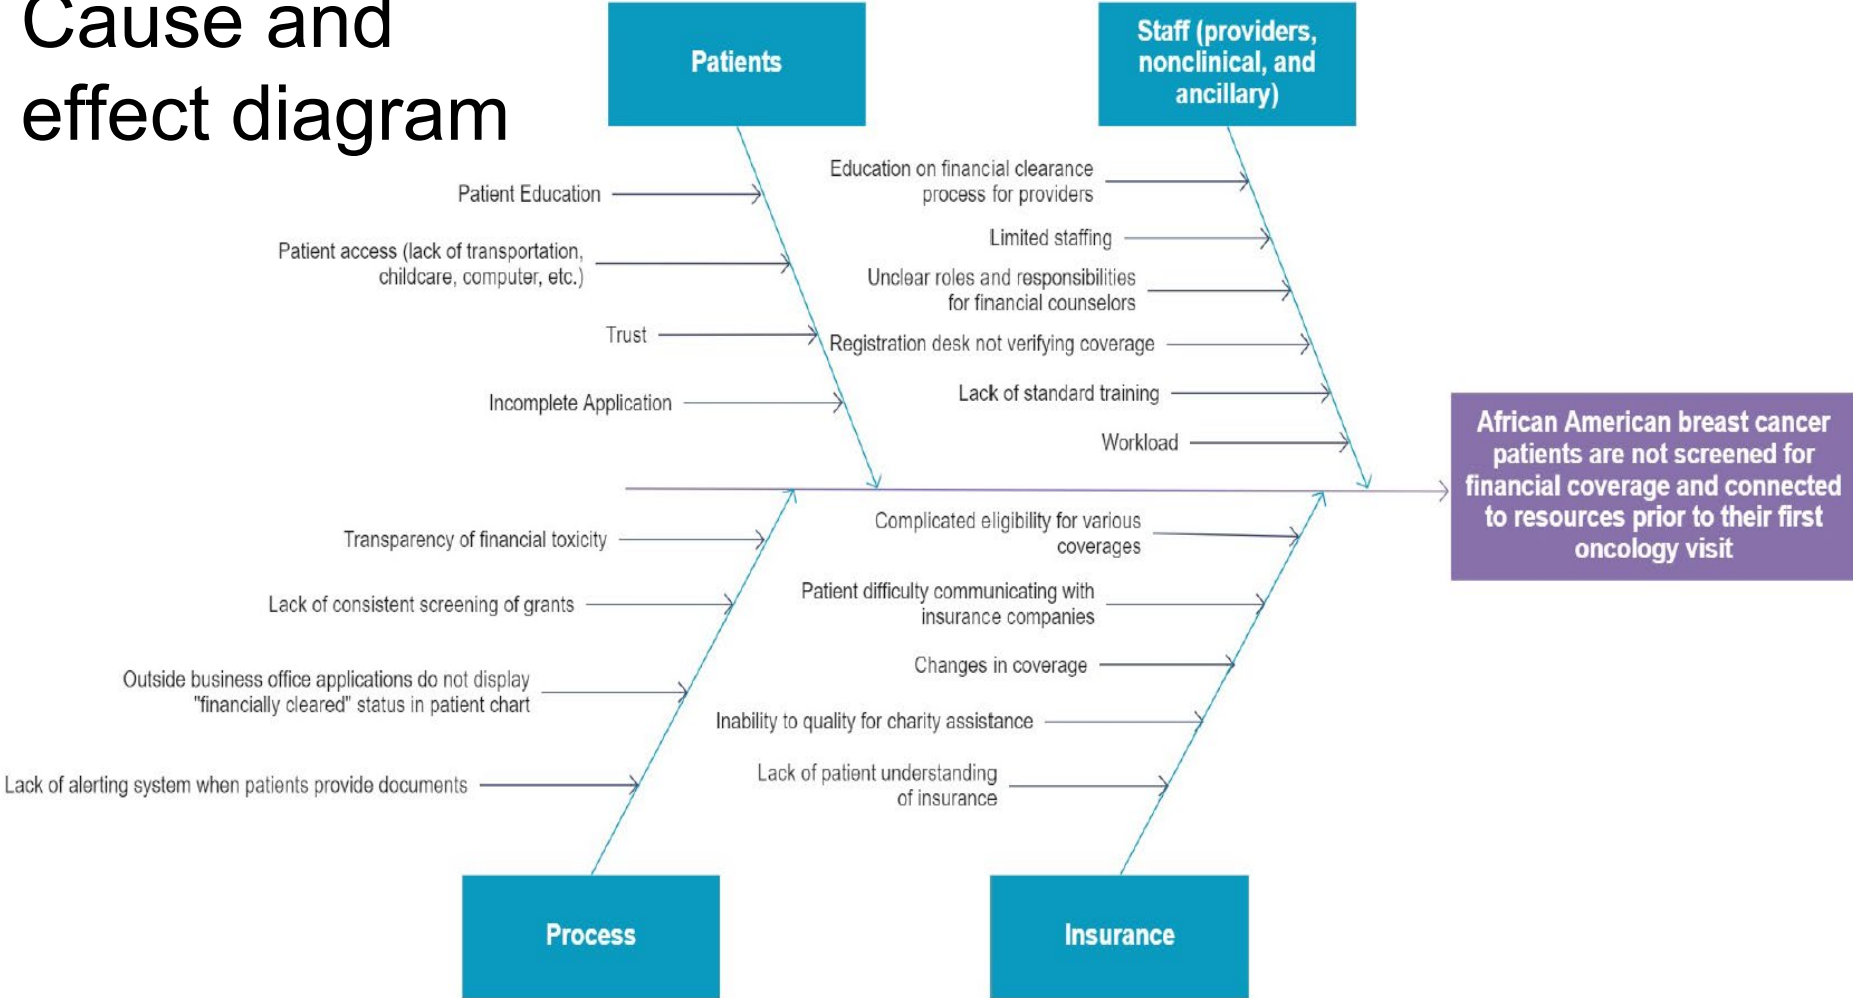 Cause and
effect diagram
Patients
Staff (providers,
nonclinical, and
ancillary)
Patient Education
Patient access (lack of transportation,
childcare, computer, etc.)
Trust
Incomplete Application
Education on financial clearance
process for providers
Limited staffing
Unclear roles and responsibilities
for financial counselors
Registration desk not verifying coverage
Lack of standard training
Workload
African American breast cancer
patients are not screened for
financial coverage and connected
to resources prior to their first
oncology visit
Transparency of financial toxicity
Lack of consistent screening of grants
Outside business office applications do not display
"financially cleared" status in patient chart
Lack of alerting system when patients provide documents
Complicated eligibility for various
coverages
Patient difficulty communicating with
insurance companies
Changes in coverage
Inability to quality for charity assistance
Lack of patient understanding
of insurance
Process
Insurance